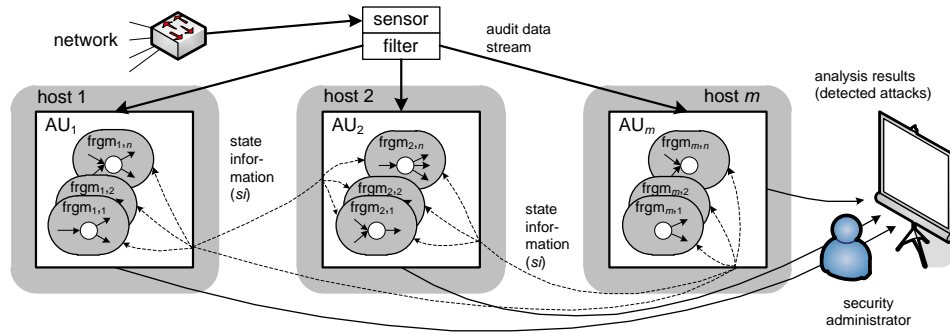 network
sensor
filter
audit data
stream
analysis results
(detected attacks)
host 1
AU1
frgm1,n
frgm1,2
frgm1,1
state
infor-
mation
(si)
host 2
AU2
frgm2,n
frgm2,2
frgm2,1
state
infor-
mation
(si)
host m
AUm
frgmm,n
frgmm,2
frgmm,1
security
administrator